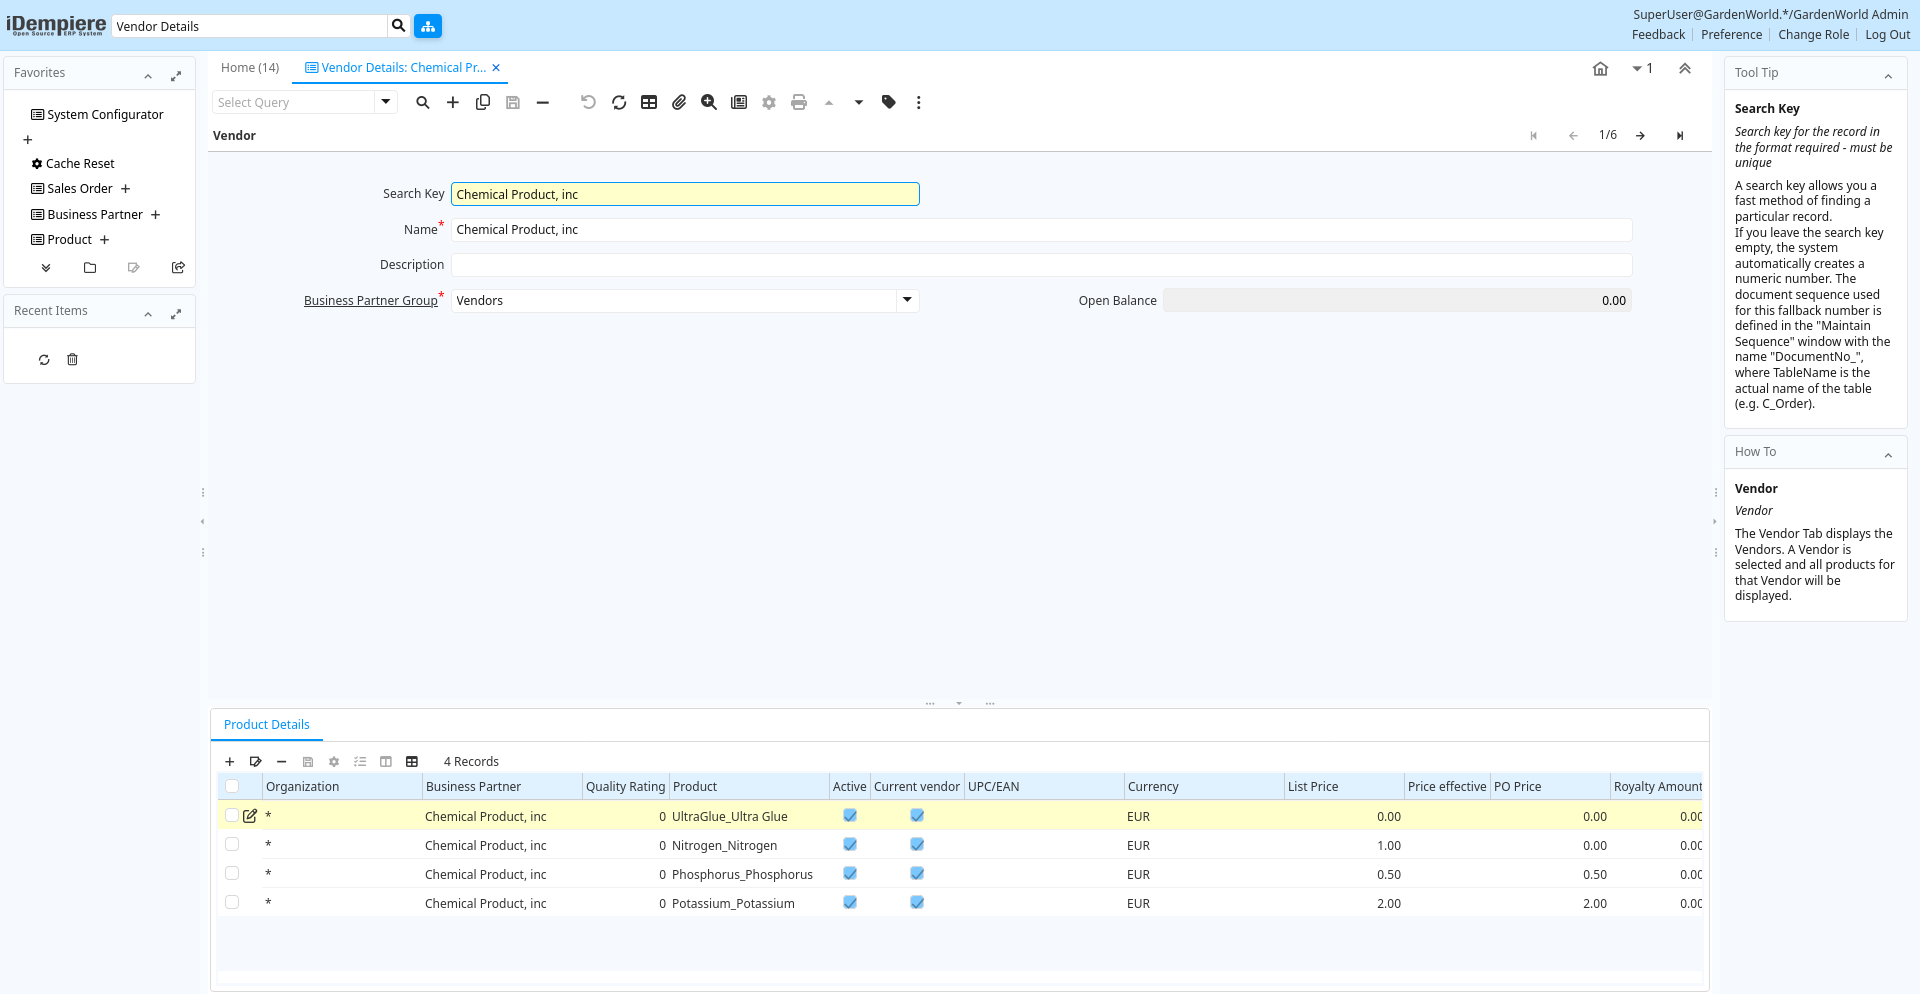 iDempiere
Open Source ERP System
Vendor Details
SuperUser@GardenWorld.*/GardenWorld Admin
Feedback
Preference
Change Role
Log Out
Favorites
System Configurator
Cache Reset
Sales Order
Business Partner
Product
Recent Items
Home (14)
Vendor Details: Chemical Pr...
1
Select Query
Vendor
1/6
Search Key
Chemical Product, inc
Name*
Chemical Product, inc
Description
Business Partner Group*
Vendors
Open Balance
0.00
Product Details
4 Records
Organization Business Partner Quality Rating Product Active Current vendor UPC/EAN Currency List Price Price effective PO Price Royalty Amount
* Chemical Product, inc 0 UltraGlue_Ultra Glue EUR 0.00 0.00 0.00
* Chemical Product, inc 0 Nitrogen_Nitrogen EUR 1.00 0.00 0.00
* Chemical Product, inc 0 Phosphorus_Phosphorus EUR 0.50 0.50 0.00
* Chemical Product, inc 0 Potassium_Potassium EUR 2.00 2.00 0.00
Tool Tip
Search Key
Search key for the record in
the format required - must be
unique
A search key allows you a
fast method of finding a
particular record.
If you leave the search key
empty, the system
automatically creates a
numeric number. The
document sequence used
for this fallback number is
defined in the "Maintain
Sequence" window with the
name "DocumentNo_",
where TableName is the
actual name of the table
(e.g. C_Order).
How To
Vendor
Vendor
The Vendor Tab displays the
Vendors. A Vendor is
selected and all products for
that Vendor will be
displayed.